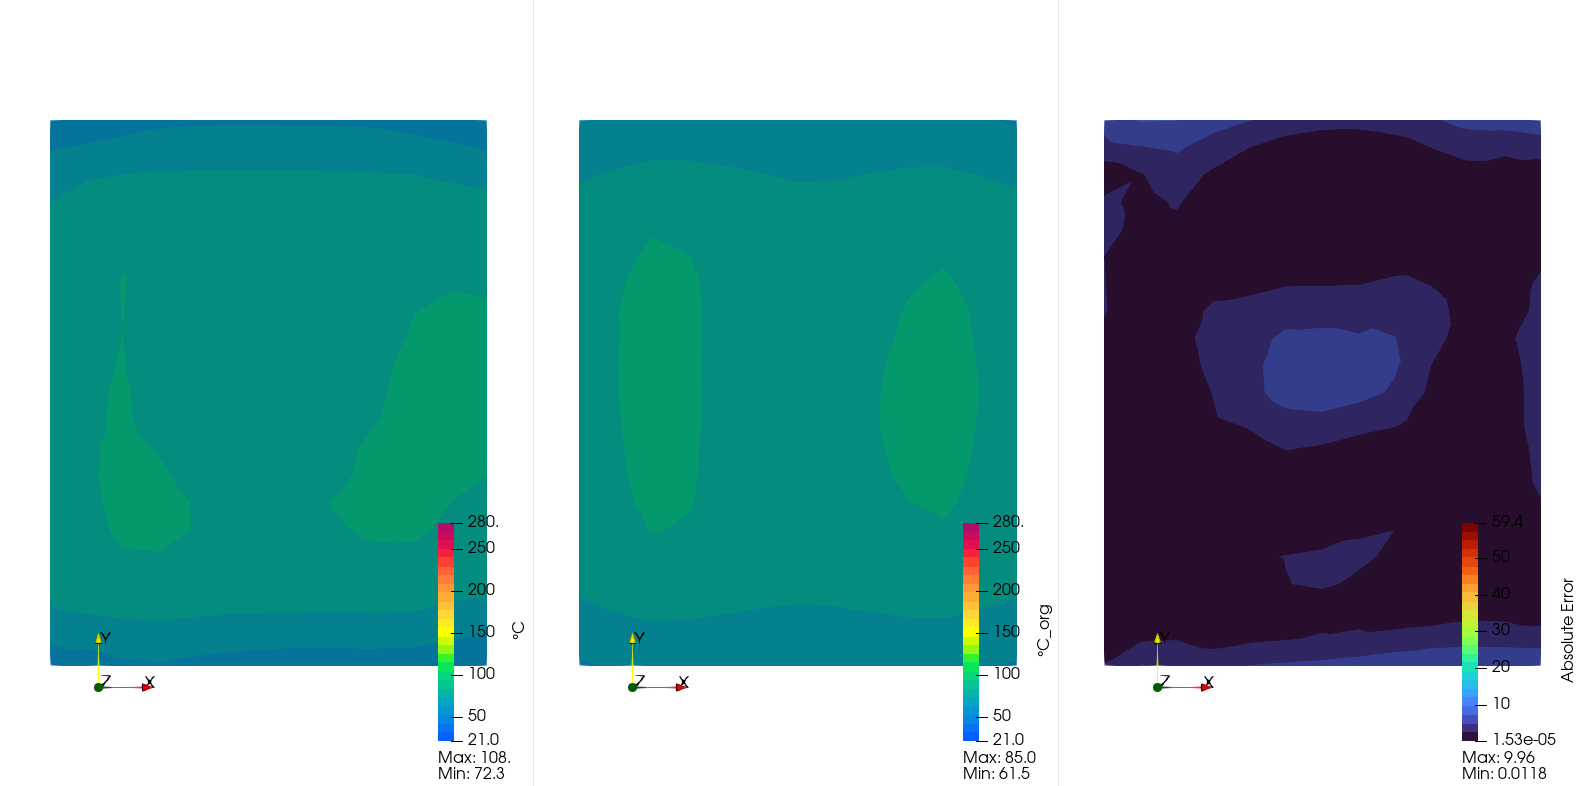 280.
250
200
150
100
50
21.0
°C
Max: 108.
Min: 72.3
Y
Z
X
280.
250
200
150
100
50
21.0
°C_org
Max: 85.0
Min: 61.5
Y
Z
X
59.4
50
40
30
20
10
1.53e-05
Absolute Error
Max: 9.96
Min: 0.0118
Y
Z
X